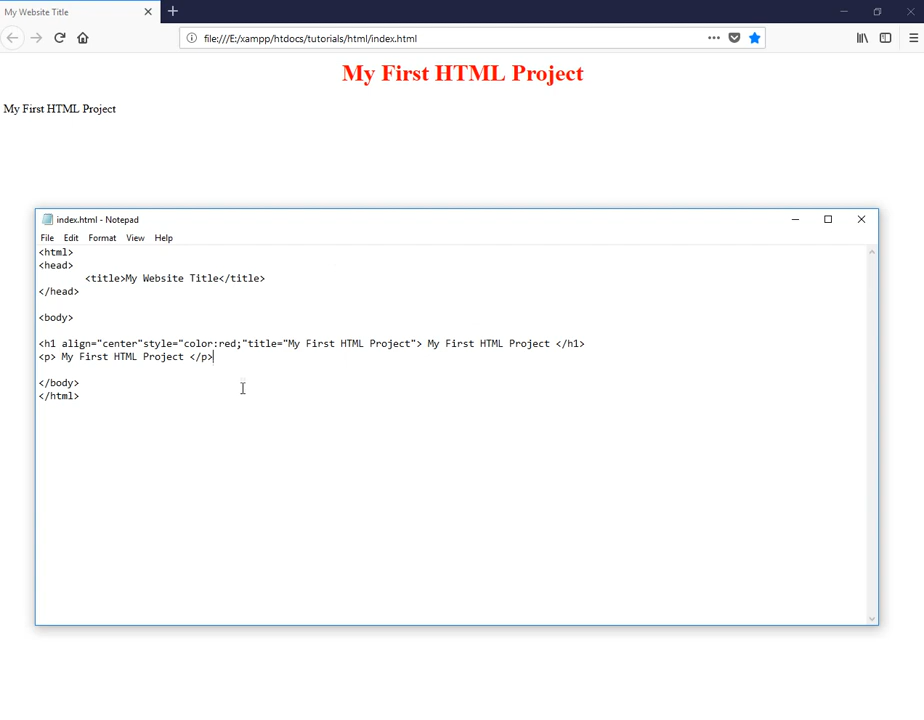 My Website Title
file:///E:/xampp/htdocs/tutorials/html/index.html
My First HTML Project
My First HTML Project
index.html - Notepad
File Edit Format View Help
<html>
<head>
<title>My Website Title</title>
</head>
<body>
<h1 align="center"style="color:red;"title="My First HTML Project"> My First HTML Project </h1>
<p> My First HTML Project </p>
</body>
</html>